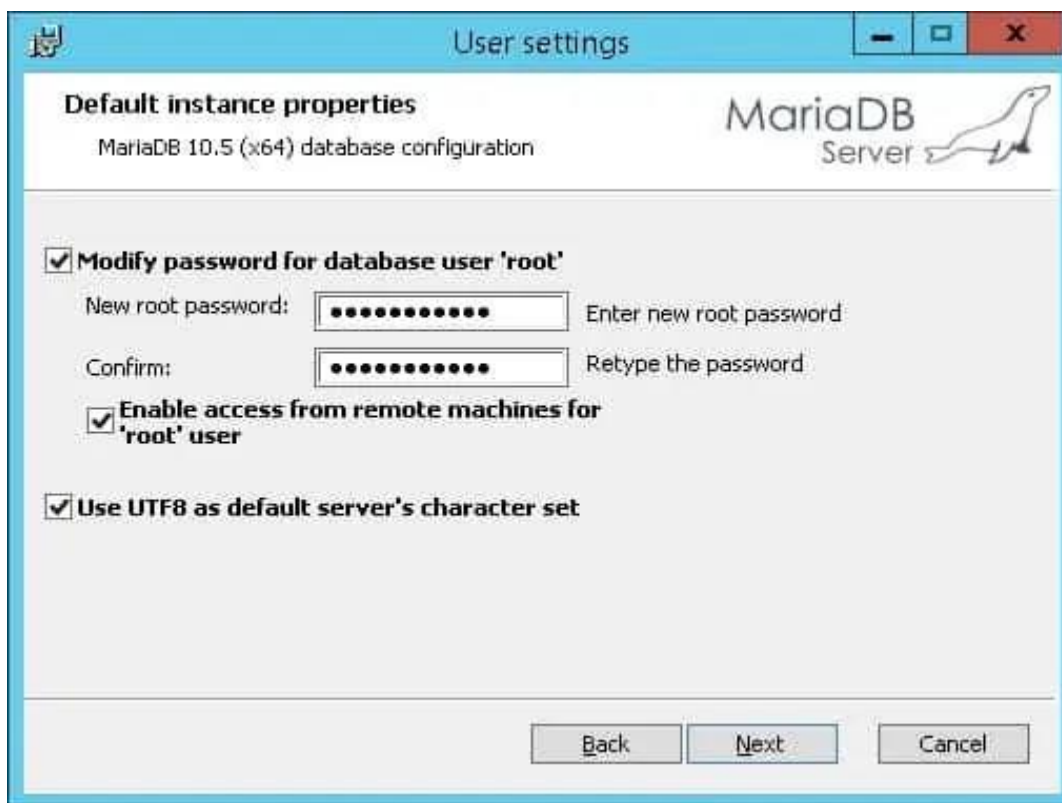 User settings
Default instance properties
MariaDB 10.5 (x64) database configuration
MariaDB
Server
Modify password for database user 'root'
New root password: ●●●●●●●●●●● Enter new root password
Confirm: ●●●●●●●●●●● Retype the password
Enable access from remote machines for
'root' user
Use UTF8 as default server's character set
Back Next Cancel